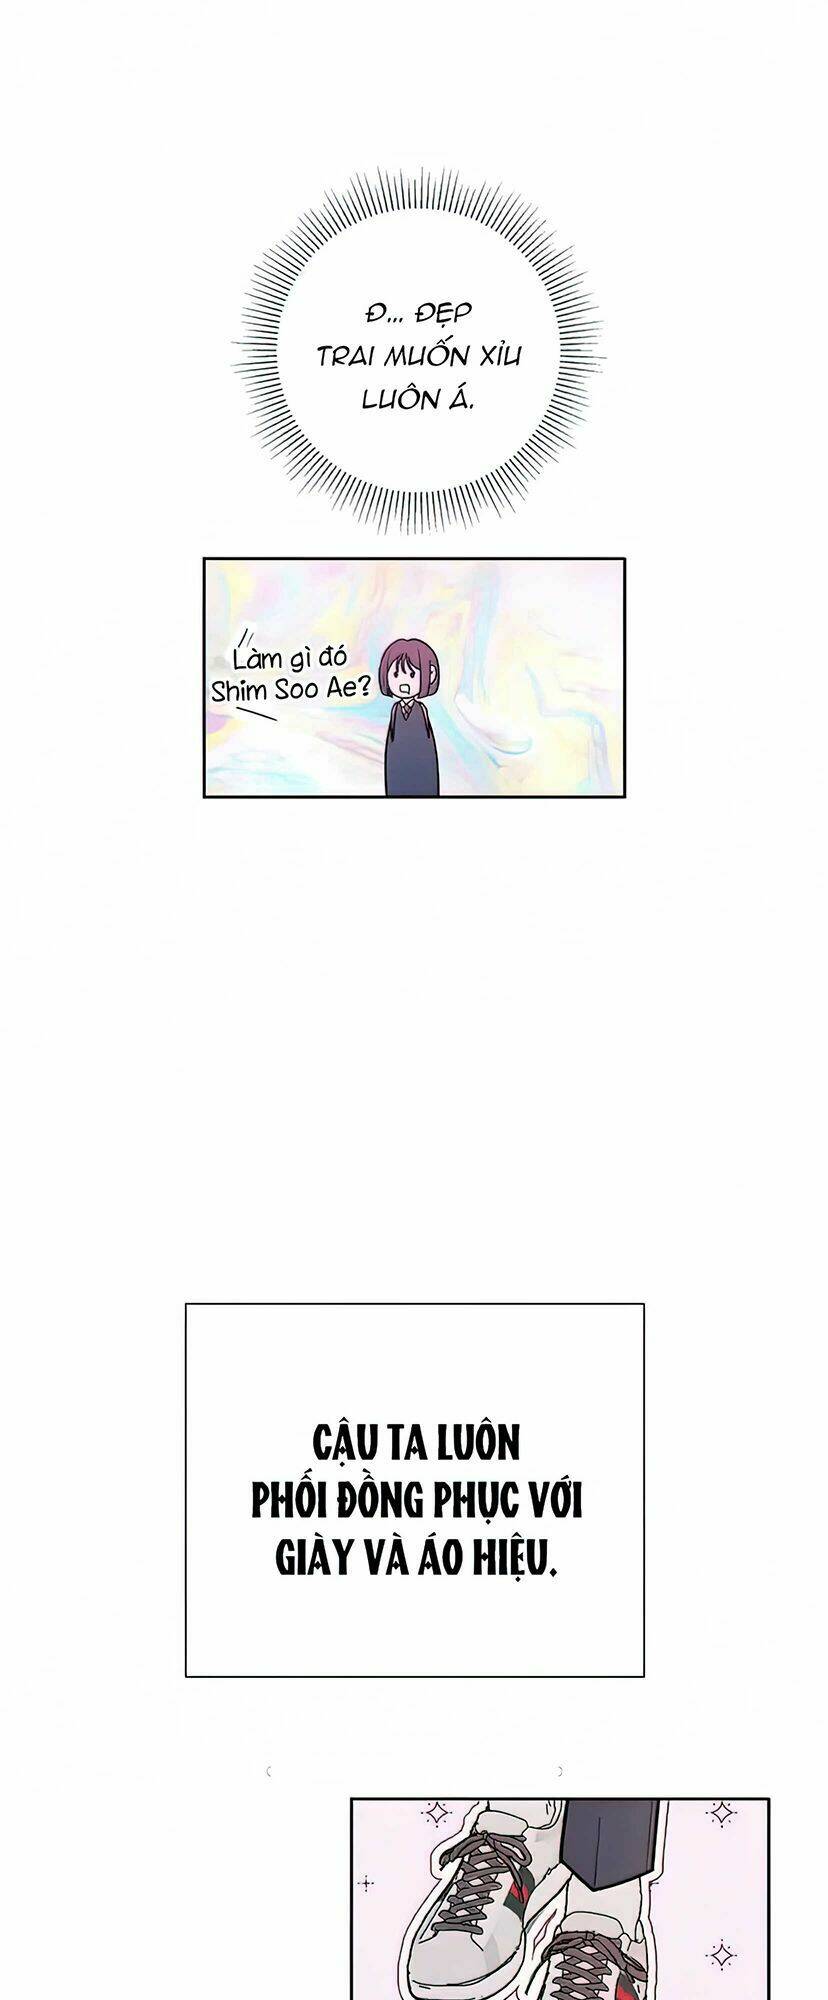 Đ... ĐẸP
TRAI MUỐN XỈU
LUÔN Á.
Làm gì đó
Shim Soo Ae?
CẬU TA LUÔN
PHỐI ĐỒNG PHỤC VỚI
GIÀY VÀ ÁO HIỆU.